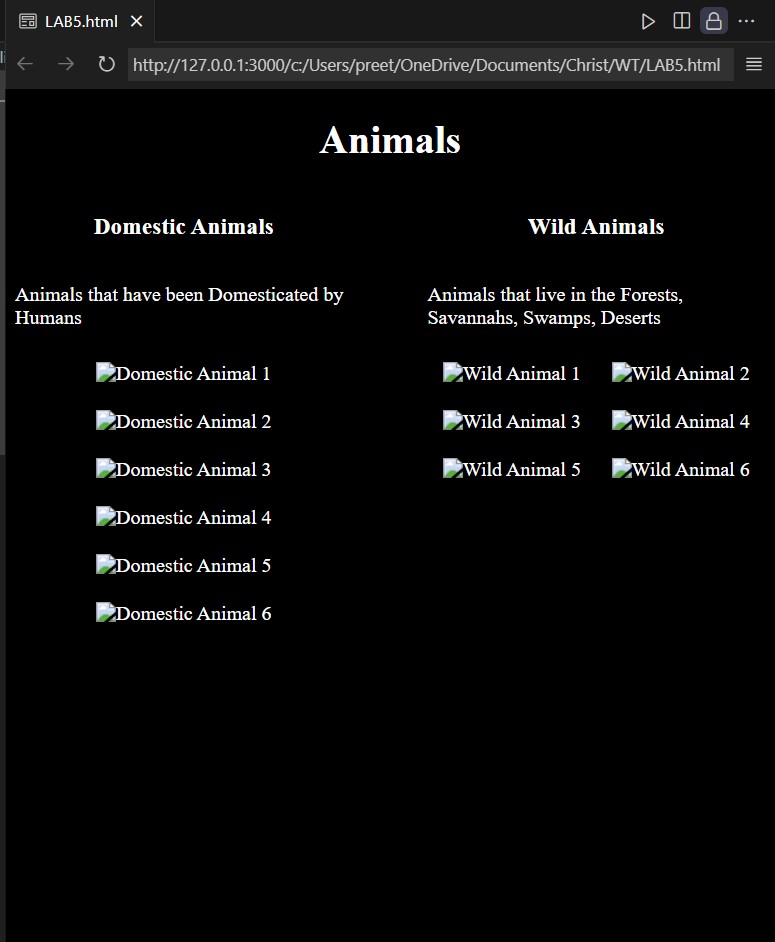 LAB5.html
http://127.0.0.1:3000/c:/Users/preet/OneDrive/Documents/Christ/WT/LAB5.html
Animals
Domestic Animals
Animals that have been Domesticated by
Humans
Domestic Animal 1
Domestic Animal 2
Domestic Animal 3
Domestic Animal 4
Domestic Animal 5
Domestic Animal 6
Wild Animals
Animals that live in the Forests,
Savannahs, Swamps, Deserts
Wild Animal 1 Wild Animal 2
Wild Animal 3 Wild Animal 4
Wild Animal 5 Wild Animal 6